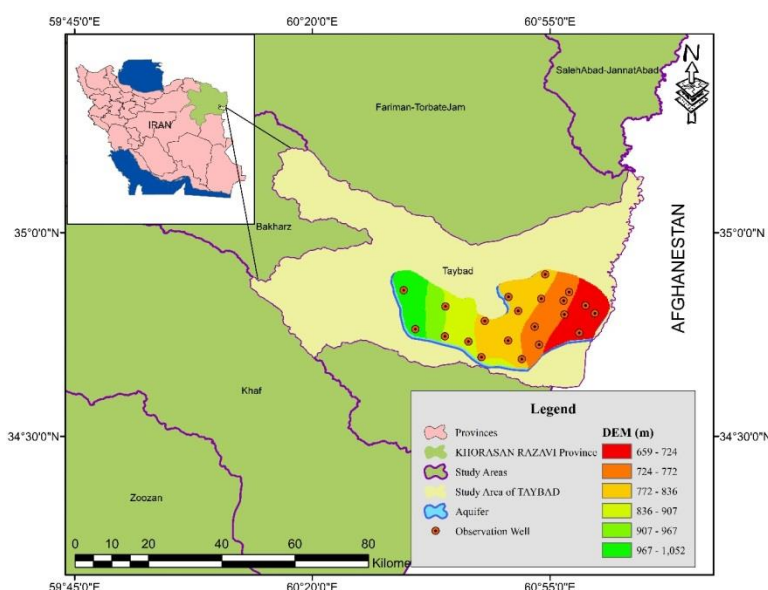 59°45'0"E
60°20'0"E
60°55'0"E
N
IRAN
SalehAbad-JannatAbad
Fariman-TorbateJam
Bakharz
Taybad
AFGHANESTAN
35°0'0"N
35°0'0"N
Khaf
Zoozan
34°30'0"N
34°30'0"N
Legend
Provinces
KHORASAN RAZAVI Province
Study Areas
Study Area of TAYBAD
Aquifer
Observation Well
DEM (m)
659 - 724
724 - 772
772 - 836
836 - 907
907 - 967
967 - 1,052
0 10 20 40 60 80
Kilome
59°45'0"E
60°20'0"E
60°55'0"E